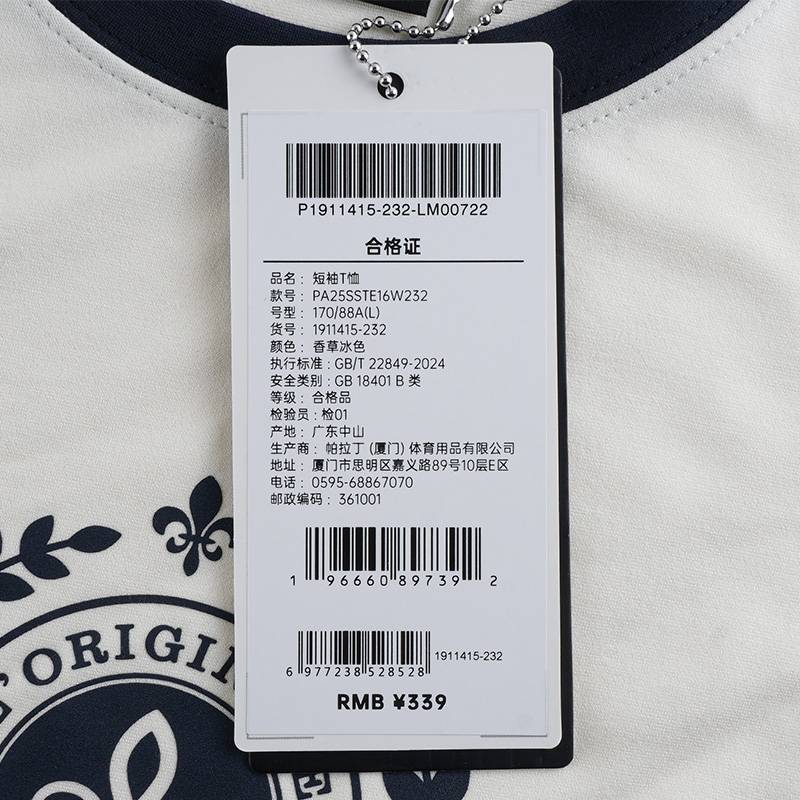 P1911415-232-LM00722
合格证
品名： 短袖T恤
款号： PA25SSTE16W232
号型： 170/88A(L)
货号： 1911415-232
颜色： 香草冰色
执行标准：GB/T 22849-2024
安全类别：GB 18401 B 类
等级： 合格品
检验员：检01
产地： 广东中山
生产商： 帕拉丁 (厦门) 体育用品有限公司
地址： 厦门市思明区嘉义路89号10层E区
电话： 0595-68867070
邮政编码： 361001
1 96660 89739 2
6 977238 528528
1911415-232
RMB ¥339
ORIGIN